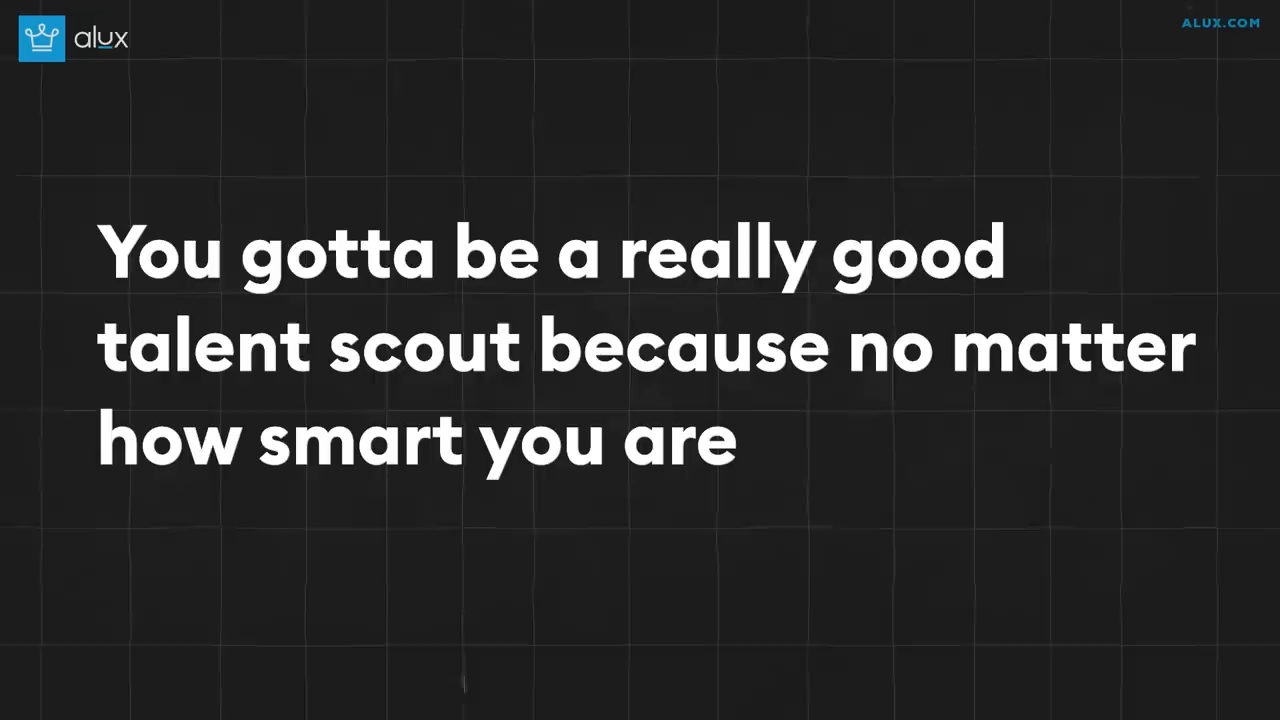 alux
ALUX.COM
You gotta be a really good
talent scout because no matter
how smart you are